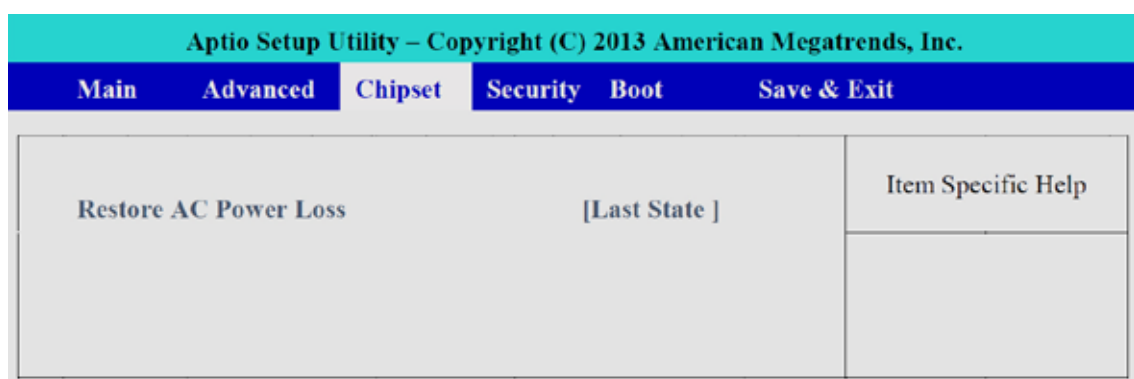 Aptio Setup Utility – Copyright (C) 2013 American Megatrends, Inc.
Main Advanced Chipset Security Boot Save & Exit
Item Specific Help
Restore AC Power Loss [Last State ]